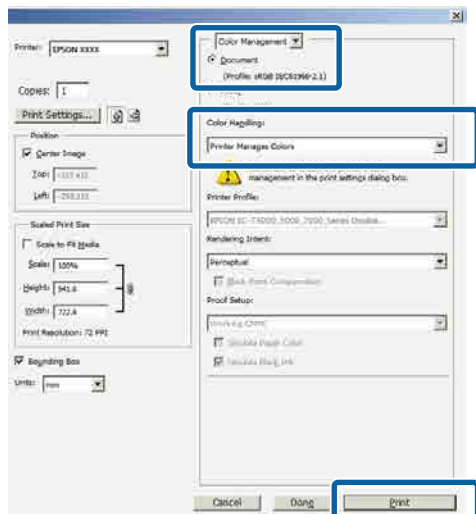 Printer: EPSON XXXX
Copies: 1
Print Settings...
Position
Center Image
Top:
Left:
Scaled Print Size
Scale to Fit Media
Scale: 100%
Height: 941.8
Width: 722.4
Print Resolution: 72 PPI
Bounding Box
Units: mm
Color Management
Document
(Profile: sRGB IEC61966-2.1)
Color Handling:
Printer Manages Colors
management in the print settings dialog box.
Printer Profile:
Rendering Intent:
Perceptual
Black Point Compensation
Proof Setup:
Working CMYK
Simulate Paper Color
Simulate Black Ink
Cancel
Done
Print